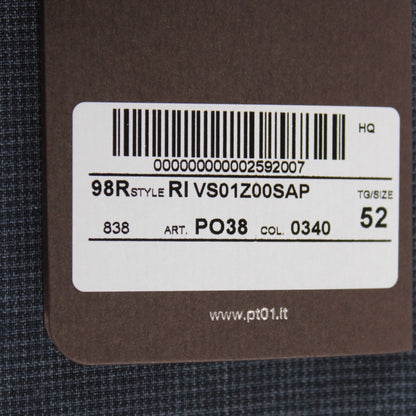 HQ
000000000002592007
98R STYLE RI VS01Z00SAP TG/SIZE
838 ART. PO38 COL. 0340 52
www.pt01.it